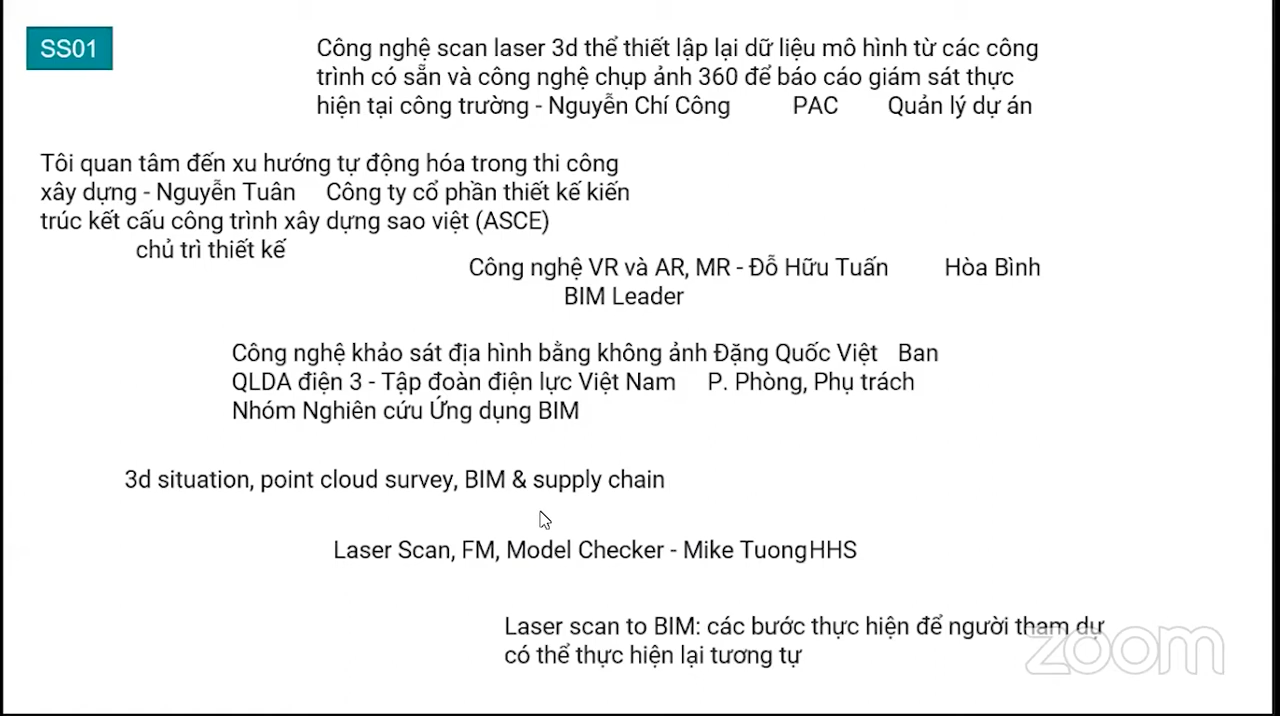 SS01
Công nghệ scan laser 3d thể thiết lập lại dữ liệu mô hình từ các công
trình có sẵn và công nghệ chụp ảnh 360 để báo cáo giám sát thực
hiện tại công trường - Nguyễn Chí Công PAC Quản lý dự án
Tôi quan tâm đến xu hướng tự động hóa trong thi công
xây dựng - Nguyễn Tuân Công ty cổ phần thiết kế kiến
trúc kết cấu công trình xây dựng sao việt (ASCE)
chủ trì thiết kế
Công nghệ VR và AR, MR - Đỗ Hữu Tuấn Hòa Bình
BIM Leader
Công nghệ khảo sát địa hình bằng không ảnh Đặng Quốc Việt Ban
QLDA điện 3 - Tập đoàn điện lực Việt Nam P. Phòng, Phụ trách
Nhóm Nghiên cứu Ứng dụng BIM
3d situation, point cloud survey, BIM & supply chain
Laser Scan, FM, Model Checker - Mike TuongHHS
Laser scan to BIM: các bước thực hiện để người tham dự
có thể thực hiện lại tương tự
zoom